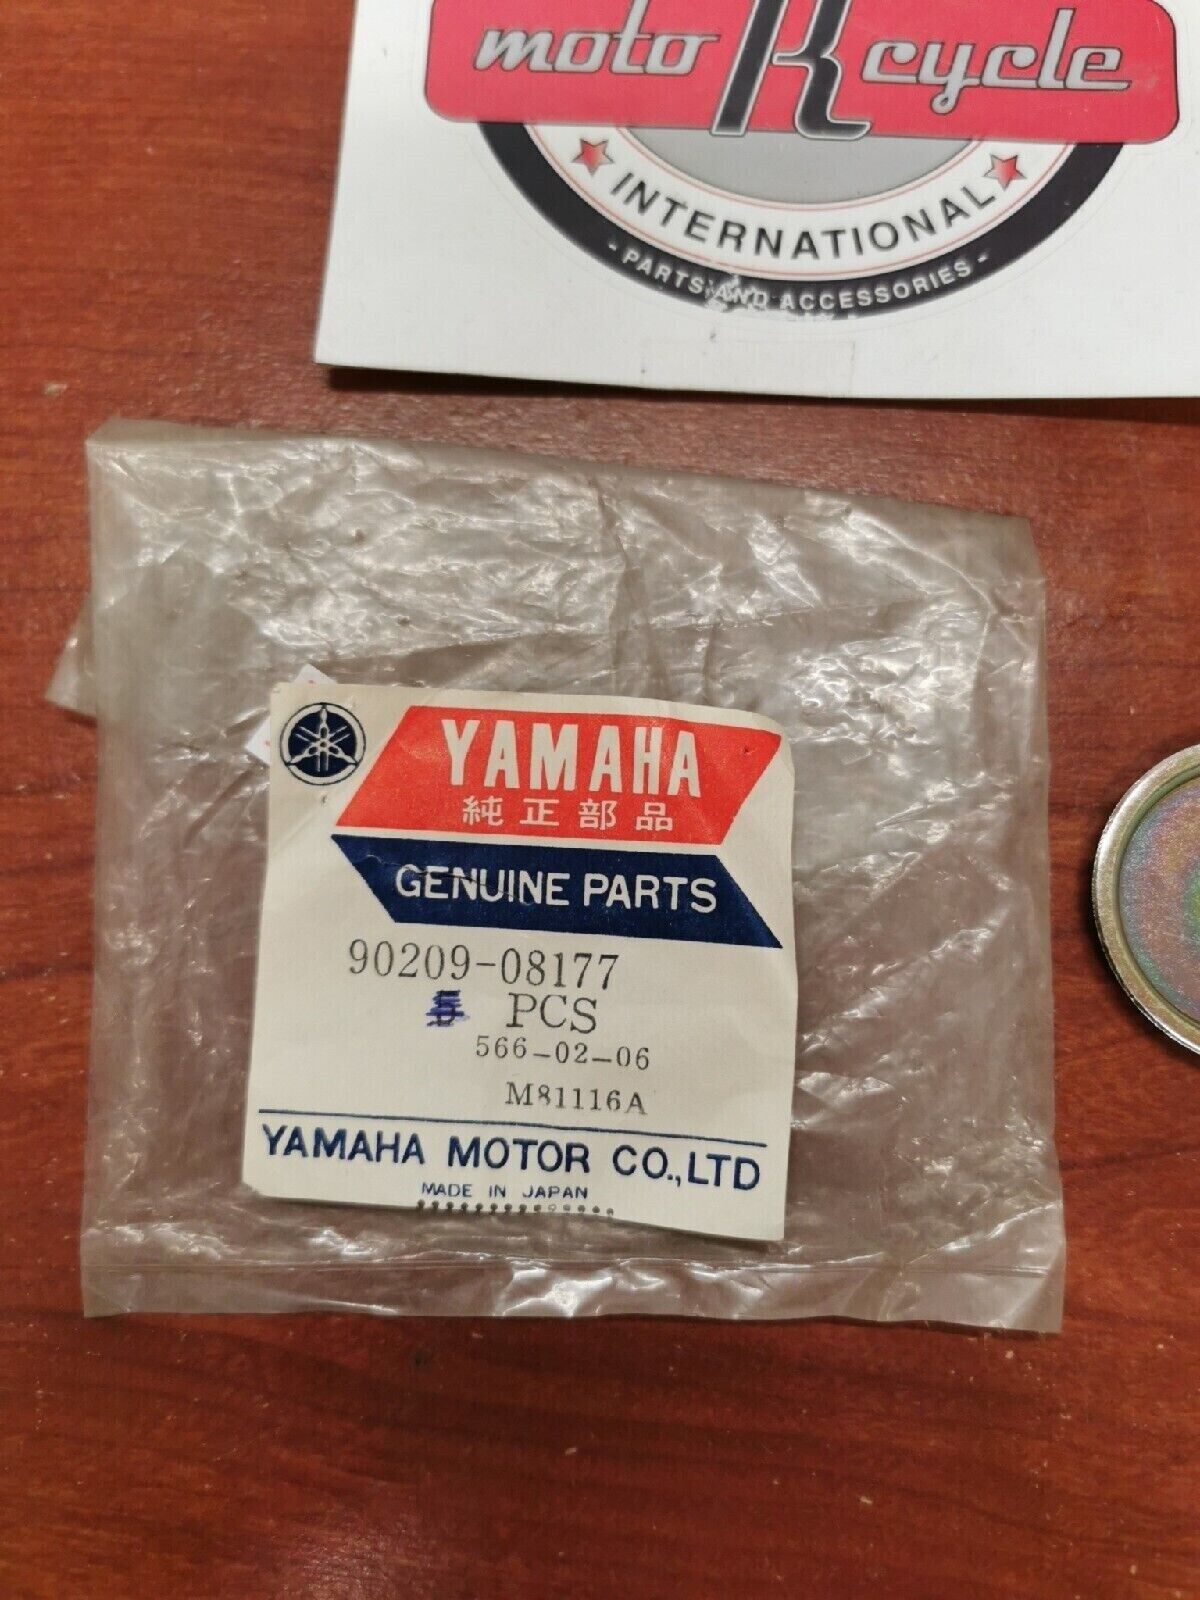 moto R cycle
INTERNATIONAL
- PARTS AND ACCESSORIES -
YAMAHA
純正部品
GENUINE PARTS
90209-08177
PCS
566-02-06
M81116A
YAMAHA MOTOR CO.,LTD
MADE IN JAPAN